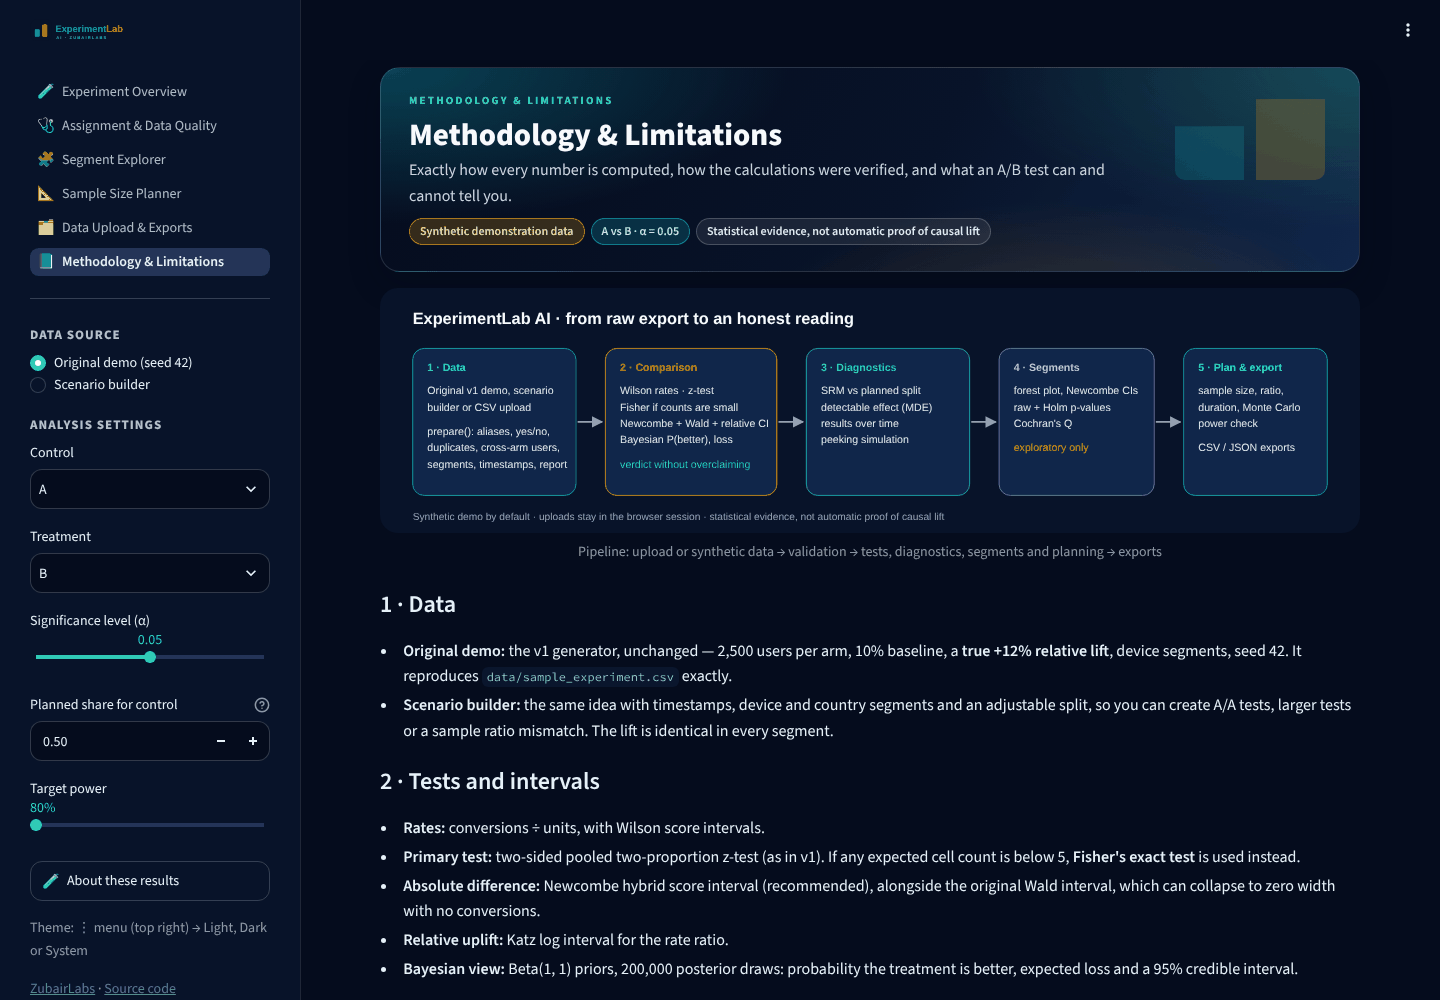 ExperimentLab
AI · ZUBAIRLABS
Experiment Overview
Assignment & Data Quality
Segment Explorer
Sample Size Planner
Data Upload & Exports
Methodology & Limitations
DATA SOURCE
Original demo (seed 42)
Scenario builder
ANALYSIS SETTINGS
Control
A
Treatment
B
Significance level (α)
0.05
Planned share for control
0.50
Target power
80%
About these results
Theme: ⋮ menu (top right) → Light, Dark
or System
ZubairLabs · Source code
METHODOLOGY & LIMITATIONS
Methodology & Limitations
Exactly how every number is computed, how the calculations were verified, and what an A/B test can and
cannot tell you.
Synthetic demonstration data
A vs B · α = 0.05
Statistical evidence, not automatic proof of causal lift
ExperimentLab AI · from raw export to an honest reading
1 · Data
Original v1 demo, scenario
builder or CSV upload
prepare(): aliases, yes/no,
duplicates, cross-arm users,
segments, timestamps, report
2 · Comparison
Wilson rates · z-test
Fisher if counts are small
Newcombe + Wald + relative CI
Bayesian P(better), loss
verdict without overclaiming
3 · Diagnostics
SRM vs planned split
detectable effect (MDE)
results over time
peeking simulation
4 · Segments
forest plot, Newcombe CIs
raw + Holm p-values
Cochran's Q
exploratory only
5 · Plan & export
sample size, ratio,
duration, Monte Carlo
power check
CSV / JSON exports
Synthetic demo by default · uploads stay in the browser session · statistical evidence, not automatic proof of causal lift
Pipeline: upload or synthetic data → validation → tests, diagnostics, segments and planning → exports
1 · Data
• Original demo: the v1 generator, unchanged — 2,500 users per arm, 10% baseline, a true +12% relative lift, device segments, seed 42. It
reproduces data/sample_experiment.csv exactly.
• Scenario builder: the same idea with timestamps, device and country segments and an adjustable split, so you can create A/A tests, larger tests
or a sample ratio mismatch. The lift is identical in every segment.
2 · Tests and intervals
• Rates: conversions ÷ units, with Wilson score intervals.
• Primary test: two-sided pooled two-proportion z-test (as in v1). If any expected cell count is below 5, Fisher's exact test is used instead.
• Absolute difference: Newcombe hybrid score interval (recommended), alongside the original Wald interval, which can collapse to zero width
with no conversions.
• Relative uplift: Katz log interval for the rate ratio.
• Bayesian view: Beta(1, 1) priors, 200,000 posterior draws: probability the treatment is better, expected loss and a 95% credible interval.